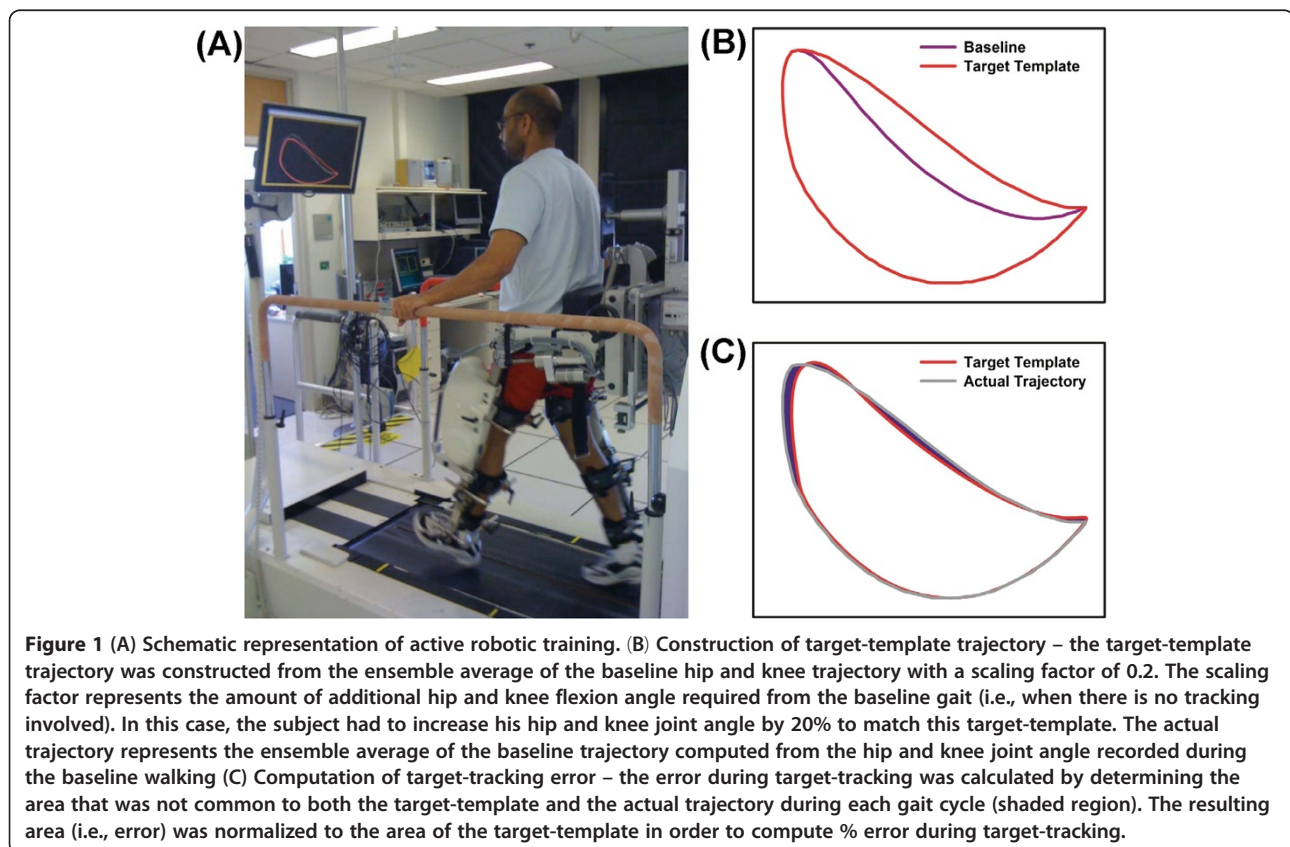 (A)
(B)
Baseline
Target Template
(C)
Target Template
Actual Trajectory
Figure 1 (A) Schematic representation of active robotic training. (B) Construction of target-template trajectory – the target-template
trajectory was constructed from the ensemble average of the baseline hip and knee trajectory with a scaling factor of 0.2. The scaling
factor represents the amount of additional hip and knee flexion angle required from the baseline gait (i.e., when there is no tracking
involved). In this case, the subject had to increase his hip and knee joint angle by 20% to match this target-template. The actual
trajectory represents the ensemble average of the baseline trajectory computed from the hip and knee joint angle recorded during
the baseline walking (C) Computation of target-tracking error – the error during target-tracking was calculated by determining the
area that was not common to both the target-template and the actual trajectory during each gait cycle (shaded region). The resulting
area (i.e., error) was normalized to the area of the target-template in order to compute % error during target-tracking.